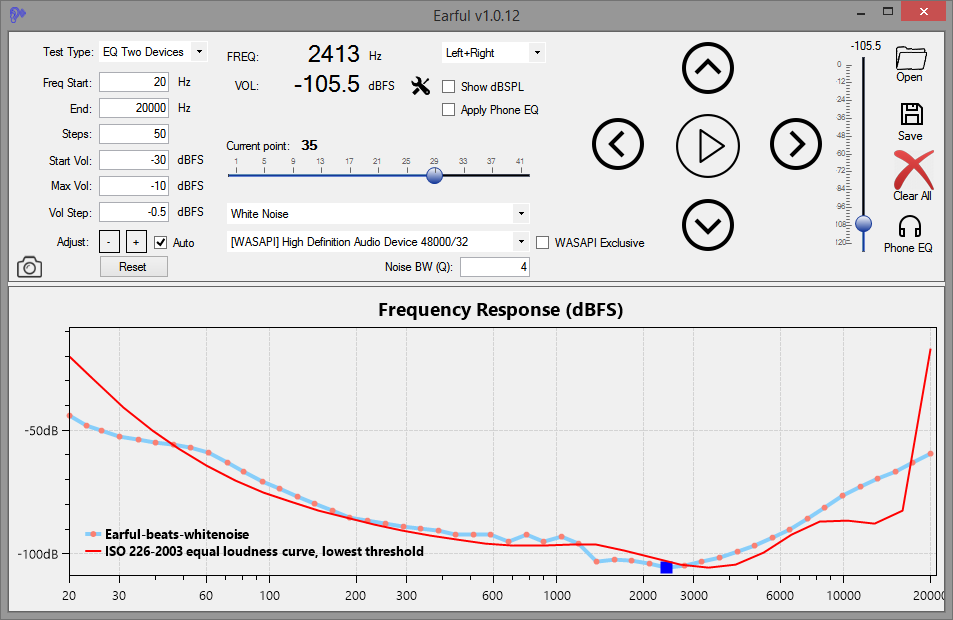 Earful v1.0.12
Test Type: EQ Two Devices
Freq Start: 20 Hz
End: 20000 Hz
Steps: 50
Start Vol: -30 dBFS
Max Vol: -10 dBFS
Vol Step: -0.5 dBFS
Adjust: - + Auto
Reset
FREQ: 2413 Hz
VOL: -105.5 dBFS
Left+Right
Show dBSPL
Apply Phone EQ
Current point: 35
1 5 9 13 17 21 25 29 33 37 41
White Noise
[WASAPI] High Definition Audio Device 48000/32
WASAPI Exclusive
Noise BW (Q): 4
-105.5
0
12
24
36
48
60
72
84
96
108
120
Open
Save
Clear All
Phone EQ
Frequency Response (dBFS)
-50dB
-100dB
Earful-beats-whitenoise
ISO 226-2003 equal loudness curve, lowest threshold
20 30 60 100 200 300 600 1000 2000 3000 6000 10000 20000